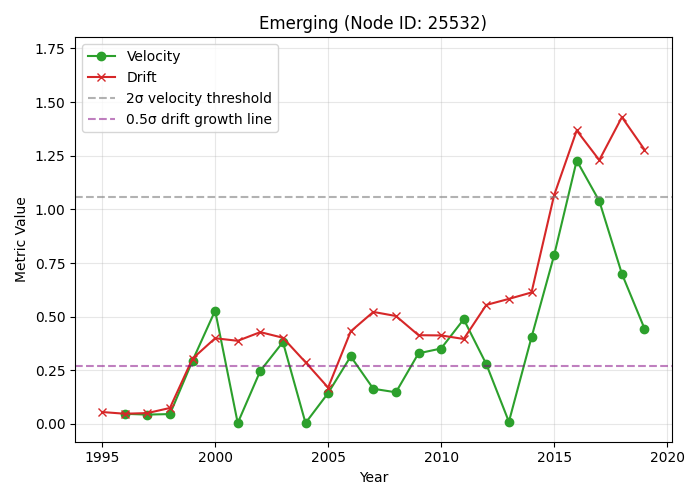 Emerging (Node ID: 25532)
Velocity
Drift
2σ velocity threshold
0.5σ drift growth line
Metric Value
1.75
1.50
1.25
1.00
0.75
0.50
0.25
0.00
1995 2000 2005 2010 2015 2020
Year